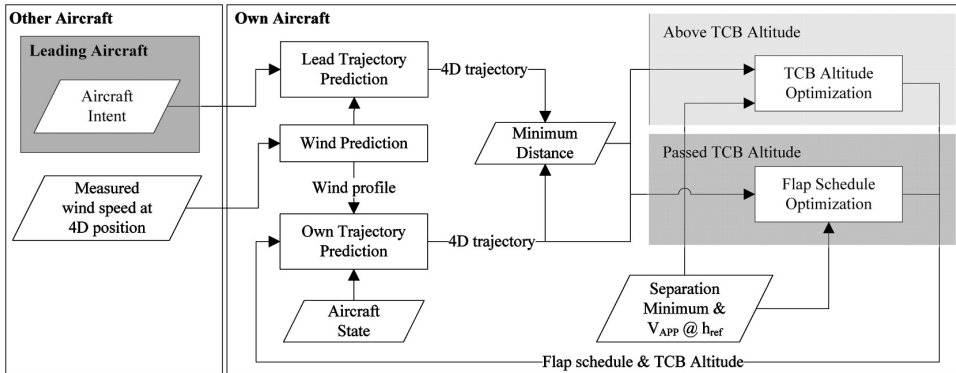 Other Aircraft
Leading Aircraft
Aircraft
Intent
Measured
wind speed at
4D position
Own Aircraft
Lead Trajectory
Prediction
4D trajectory
Wind Prediction
Wind profile
Own Trajectory
Prediction
4D trajectory
Aircraft
State
Minimum
Distance
Above TCB Altitude
TCB Altitude
Optimization
Passed TCB Altitude
Flap Schedule
Optimization
Separation
Minimum &
V_APP @ h_ref
Flap schedule & TCB Altitude